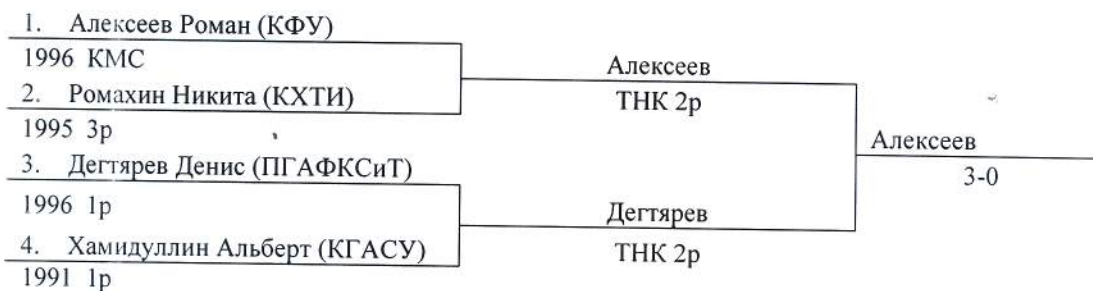 1. Алексеев Роман (КФУ)
1996 КМС
2. Ромахин Никита (КХТИ)
1995 3р
3. Дегтярев Денис (ПГАФКСиТ)
1996 1р
4. Хамидуллин Альберт (КГАСУ)
1991 1р
Алексеев
ТНК 2р
Дегтярев
ТНК 2р
Алексеев
3-0